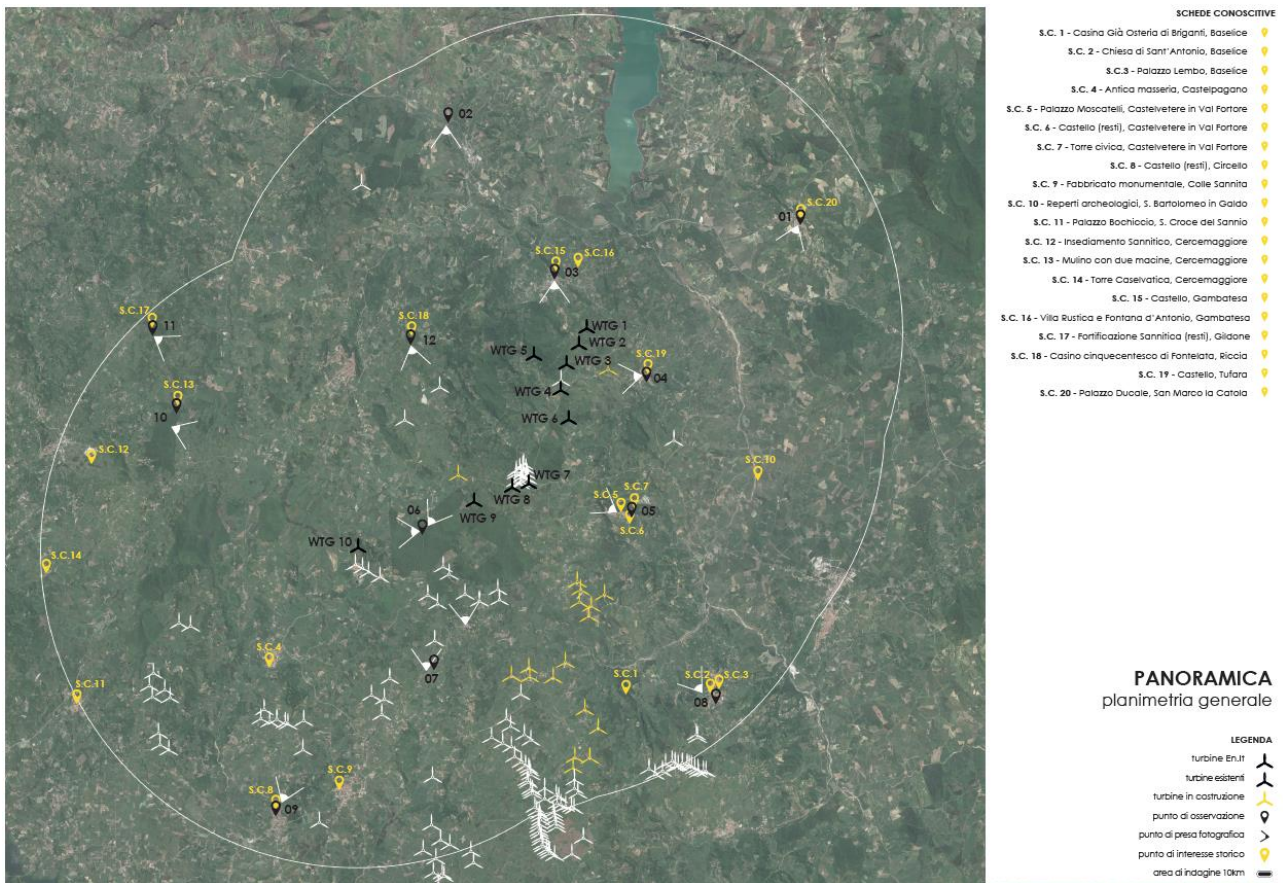 SCHEDE CONOSCITIVE
S.C. 1 - Casina Già Osteria di Briganti, Baselice
S.C. 2 - Chiesa di Sant'Antonio, Baselice
S.C.3 - Palazzo Lembo, Baselice
S.C. 4 - Antica masseria, Castelpagano
S.C. 5 - Palazzo Moscatelli, Castelvetere in Val Fortore
S.C. 6 - Castello (resti), Castelvetere in Val Fortore
S.C. 7 - Torre civica, Castelvetere in Val Fortore
S.C. 8 - Castello (resti), Circello
S.C. 9 - Fabbricato monumentale, Colle Sannita
S.C. 10 - Reperti archeologici, S. Bartolomeo in Galdo
S.C. 11 - Palazzo Bochiccio, S. Croce del Sannio
S.C. 12 - Insediamento Sannitico, Cercemaggiore
S.C. 13 - Mulino con due macine, Cercemaggiore
S.C. 14 - Torre Caselvatica, Cercemaggiore
S.C. 15 - Castello, Gambatesa
S.C. 16 - Villa Rustica e Fontana d'Antonio, Gambatesa
S.C. 17 - Fortificazione Sannitica (resti), Gildone
S.C. 18 - Casino cinquecentesco di Fontelata, Riccia
S.C. 19 - Castello, Tufara
S.C. 20 - Palazzo Ducale, San Marco la Catola
02
S.C.20
01
S.C.15
S.C.16
03
S.C.17
11
S.C.18
12
WTG 1
WTG 2
WTG 5
WTG 3
S.C.19
04
WTG 4
S.C.13
10
WTG 6
S.C.12
S.C.10
WTG 7
WTG 8
WTG 9
S.C.5
S.C.7
05
S.C.6
06
WTG 10
S.C.14
S.C.4
07
S.C.1
S.C.2
S.C.3
08
S.C.11
S.C.9
S.C.8
09
PANORAMICA
planimetria generale
LEGENDA
turbine En.It
turbine esistenti
turbine in costruzione
punto di osservazione
punto di presa fotografica
punto di interesse storico
area di indagine 10km